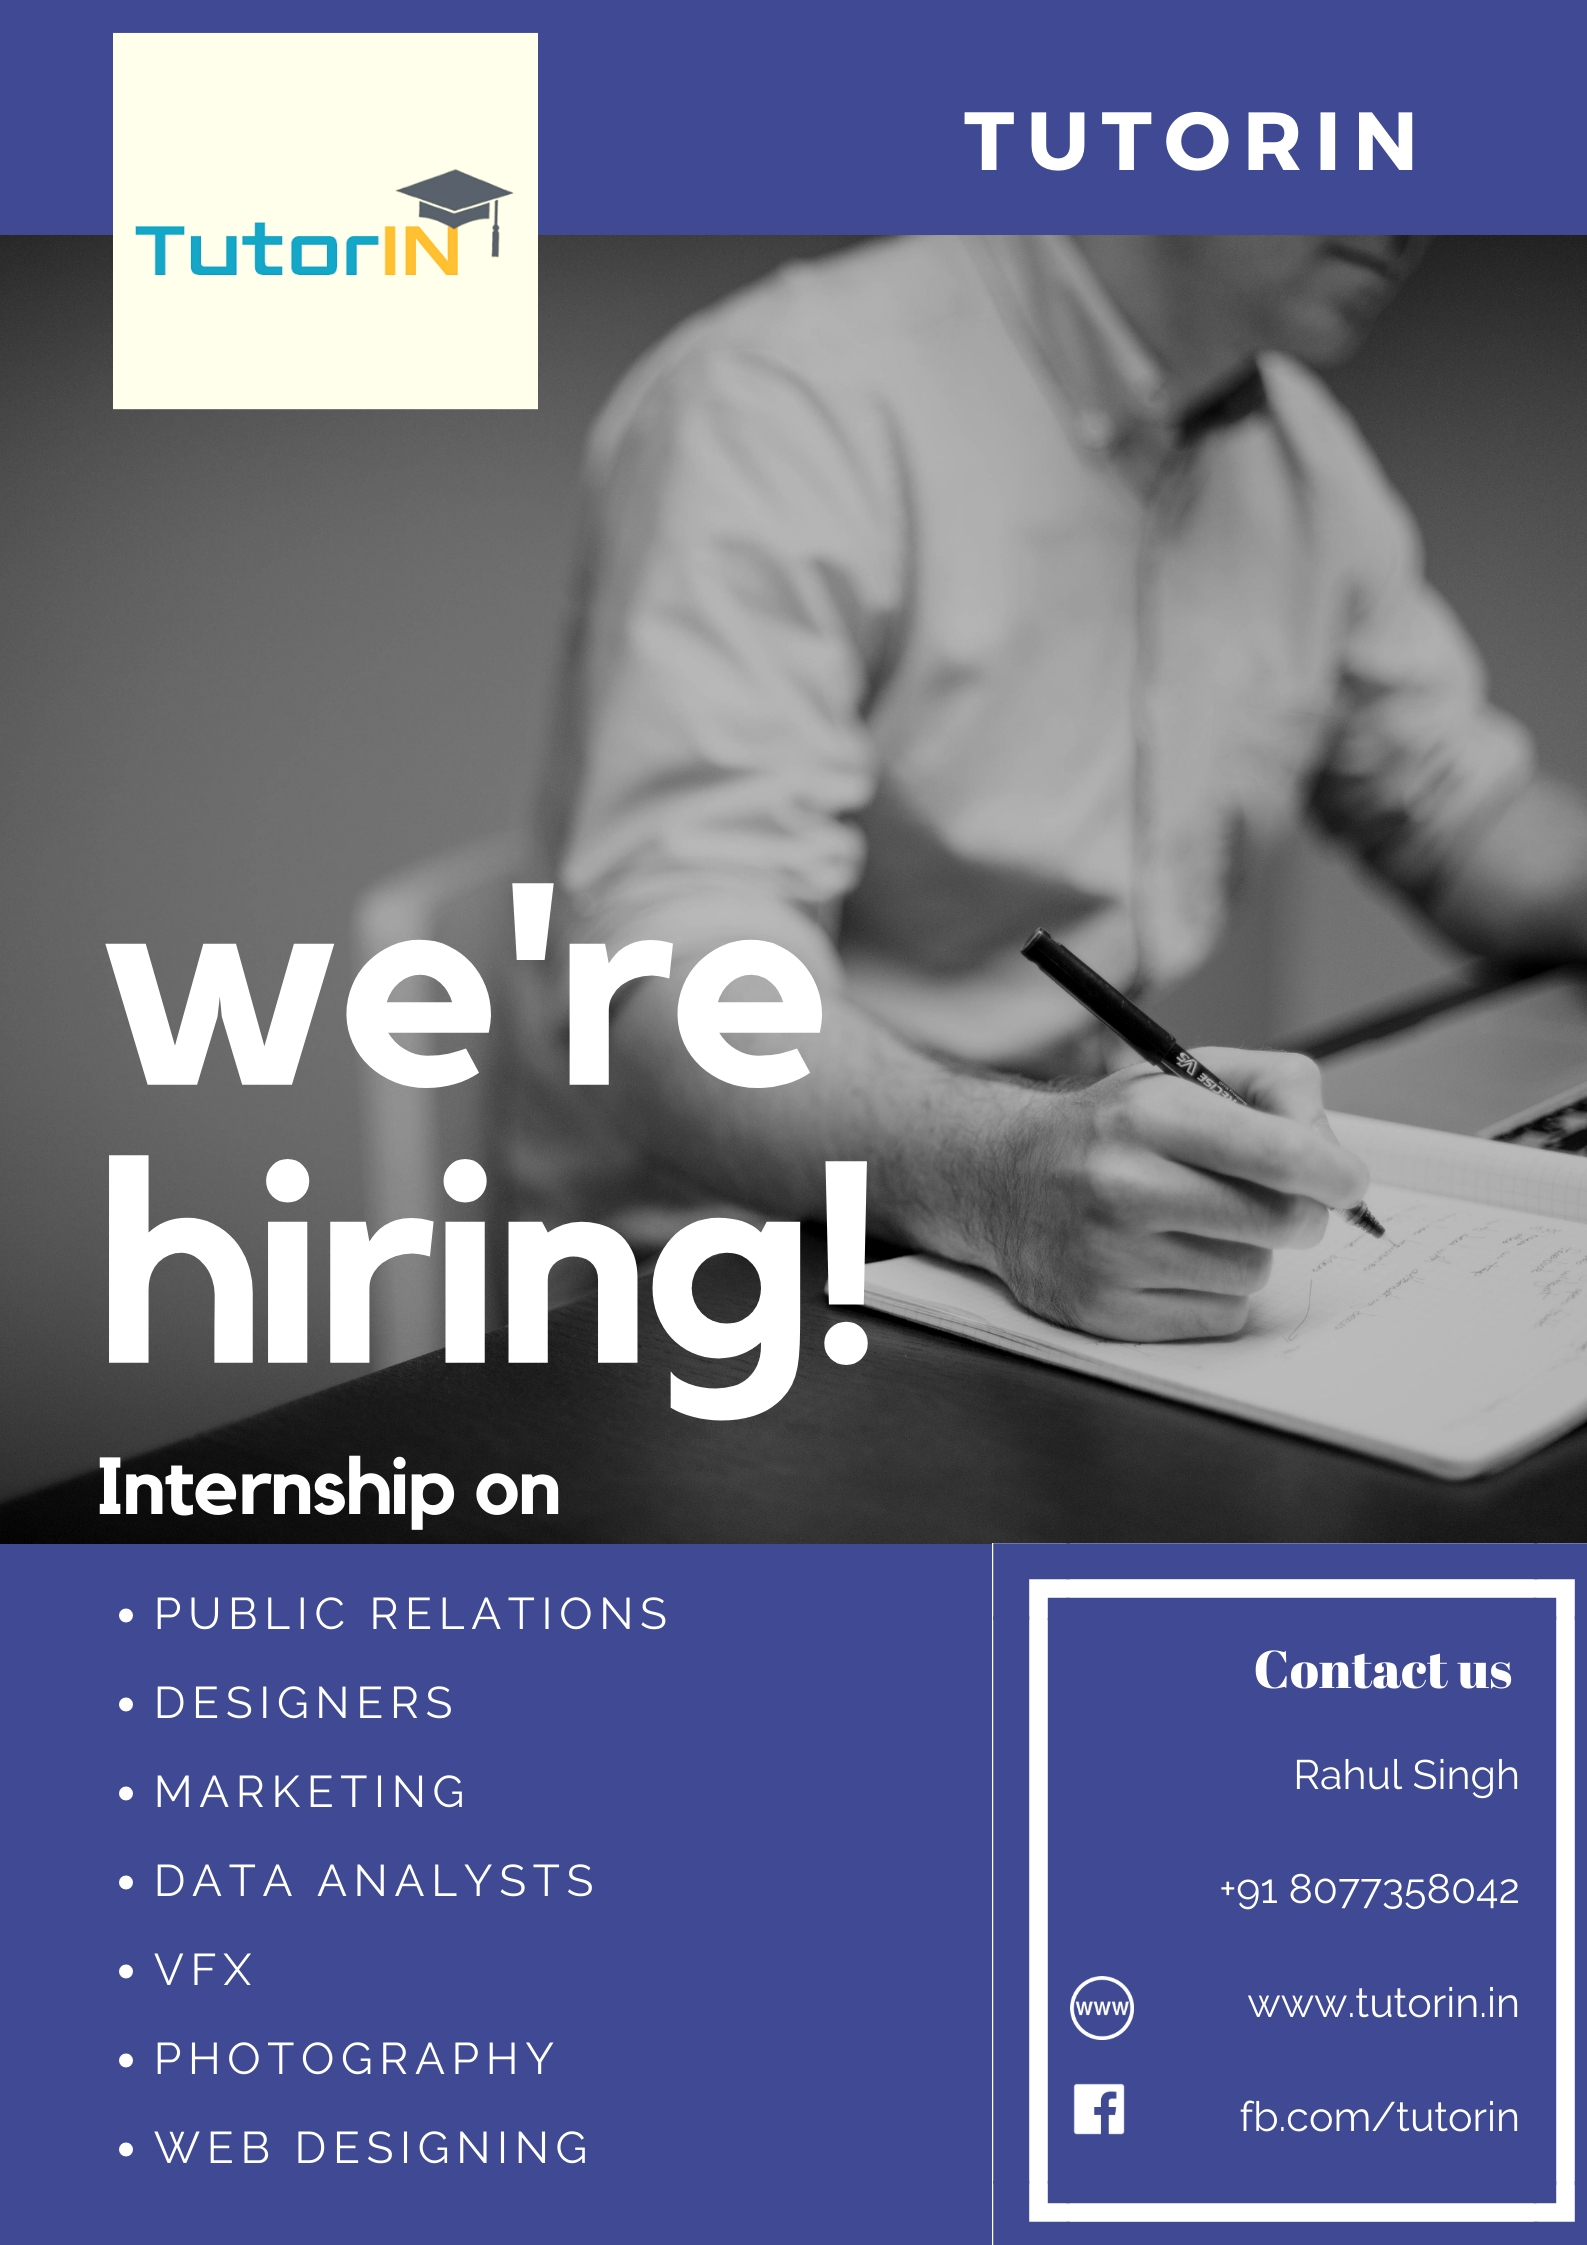 TutorIN
TUTORIN
we're
hiring!
Internship on
• PUBLIC RELATIONS
• DESIGNERS
• MARKETING
• DATA ANALYSTS
• VFX
• PHOTOGRAPHY
• WEB DESIGNING
Contact us
Rahul Singh
+91 8077358042
www
www.tutorin.in
f
fb.com/tutorin